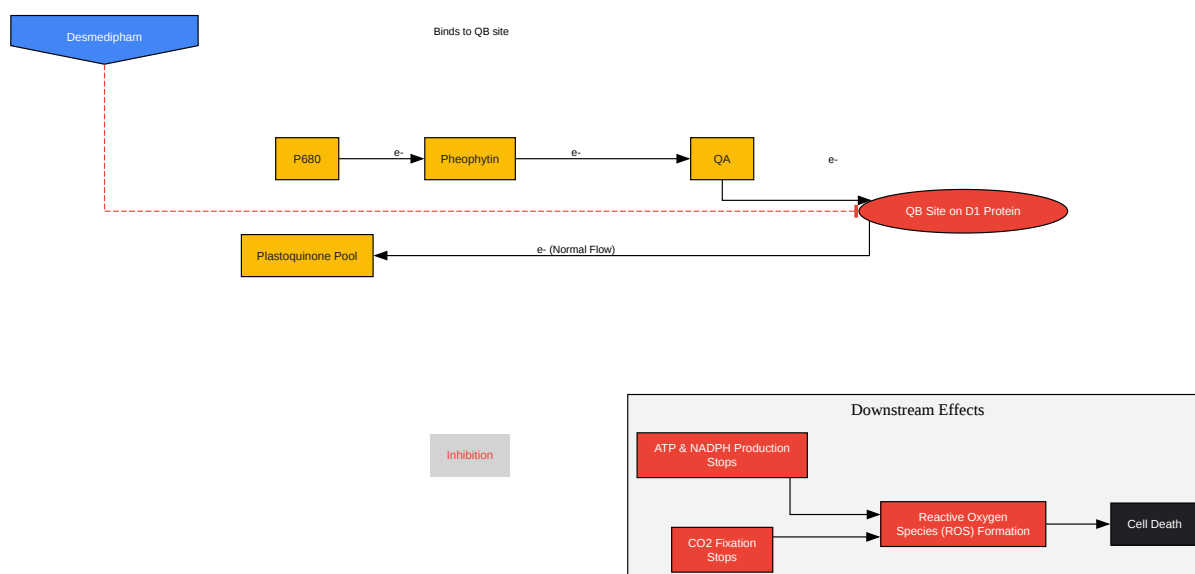 Desmedipham
Binds to QB site
P680
e-
Pheophytin
e-
QA
e-
QB Site on D1 Protein
Plastoquinone Pool
e- (Normal Flow)
Inhibition
Downstream Effects
ATP & NADPH Production
Stops
CO2 Fixation
Stops
Reactive Oxygen
Species (ROS) Formation
Cell Death